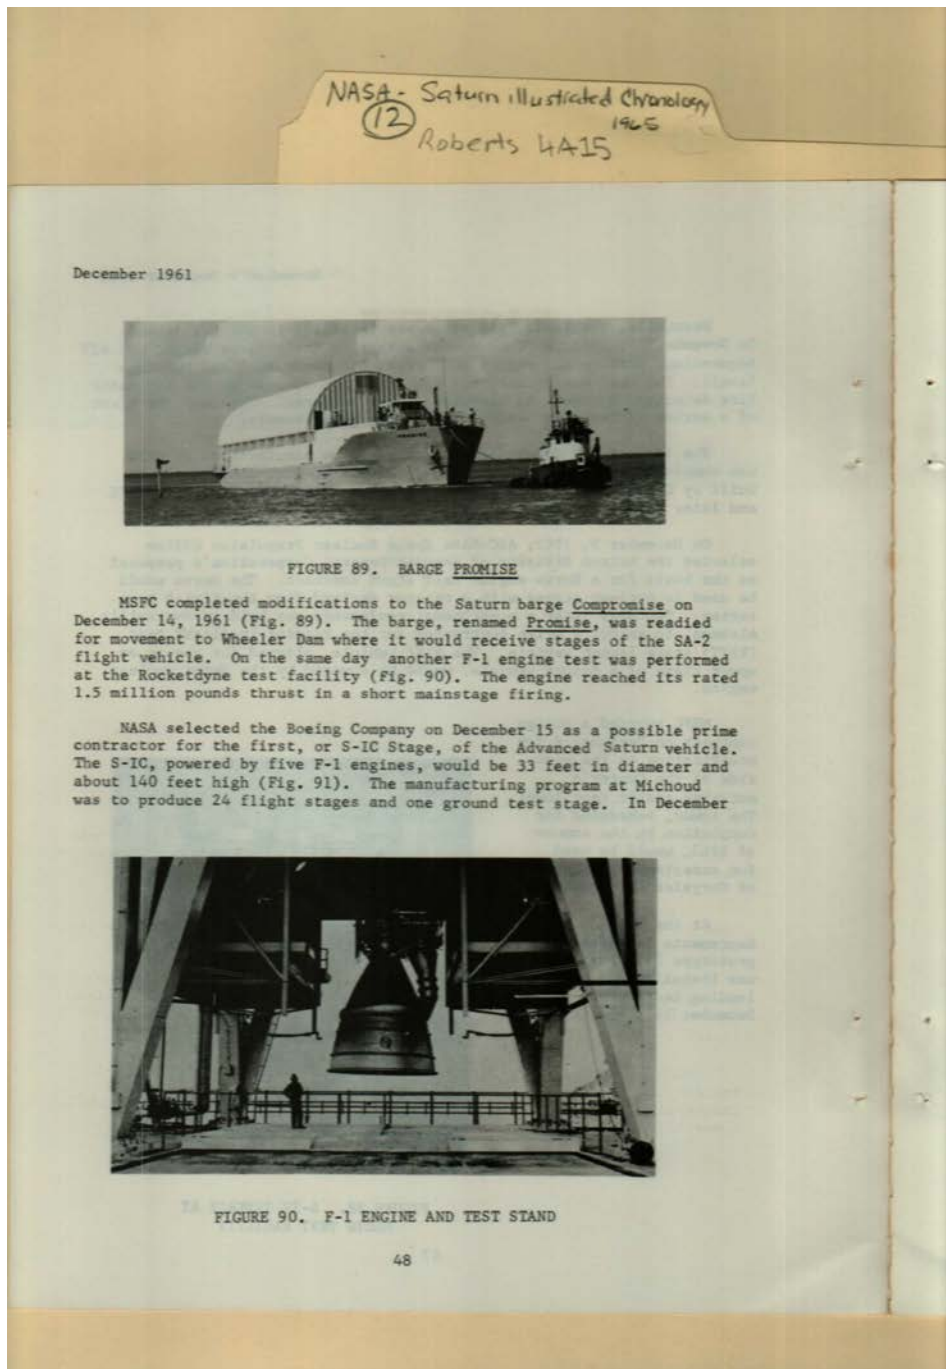 NASA - Saturn illustrated Chronology
12
1965
Roberts 4A15
December 1961
PROMISE
FIGURE 89. BARGE PROMISE
MSFC completed modifications to the Saturn barge Compromise on
December 14, 1961 (Fig. 89). The barge, renamed Promise, was readied
for movement to Wheeler Dam where it would receive stages of the SA-2
flight vehicle. On the same day another F-1 engine test was performed
at the Rocketdyne test facility (Fig. 90). The engine reached its rated
1.5 million pounds thrust in a short mainstage firing.
NASA selected the Boeing Company on December 15 as a possible prime
contractor for the first, or S-IC Stage, of the Advanced Saturn vehicle.
The S-IC, powered by five F-1 engines, would be 33 feet in diameter and
about 140 feet high (Fig. 91). The manufacturing program at Michoud
was to produce 24 flight stages and one ground test stage. In December
FIGURE 90. F-1 ENGINE AND TEST STAND
48